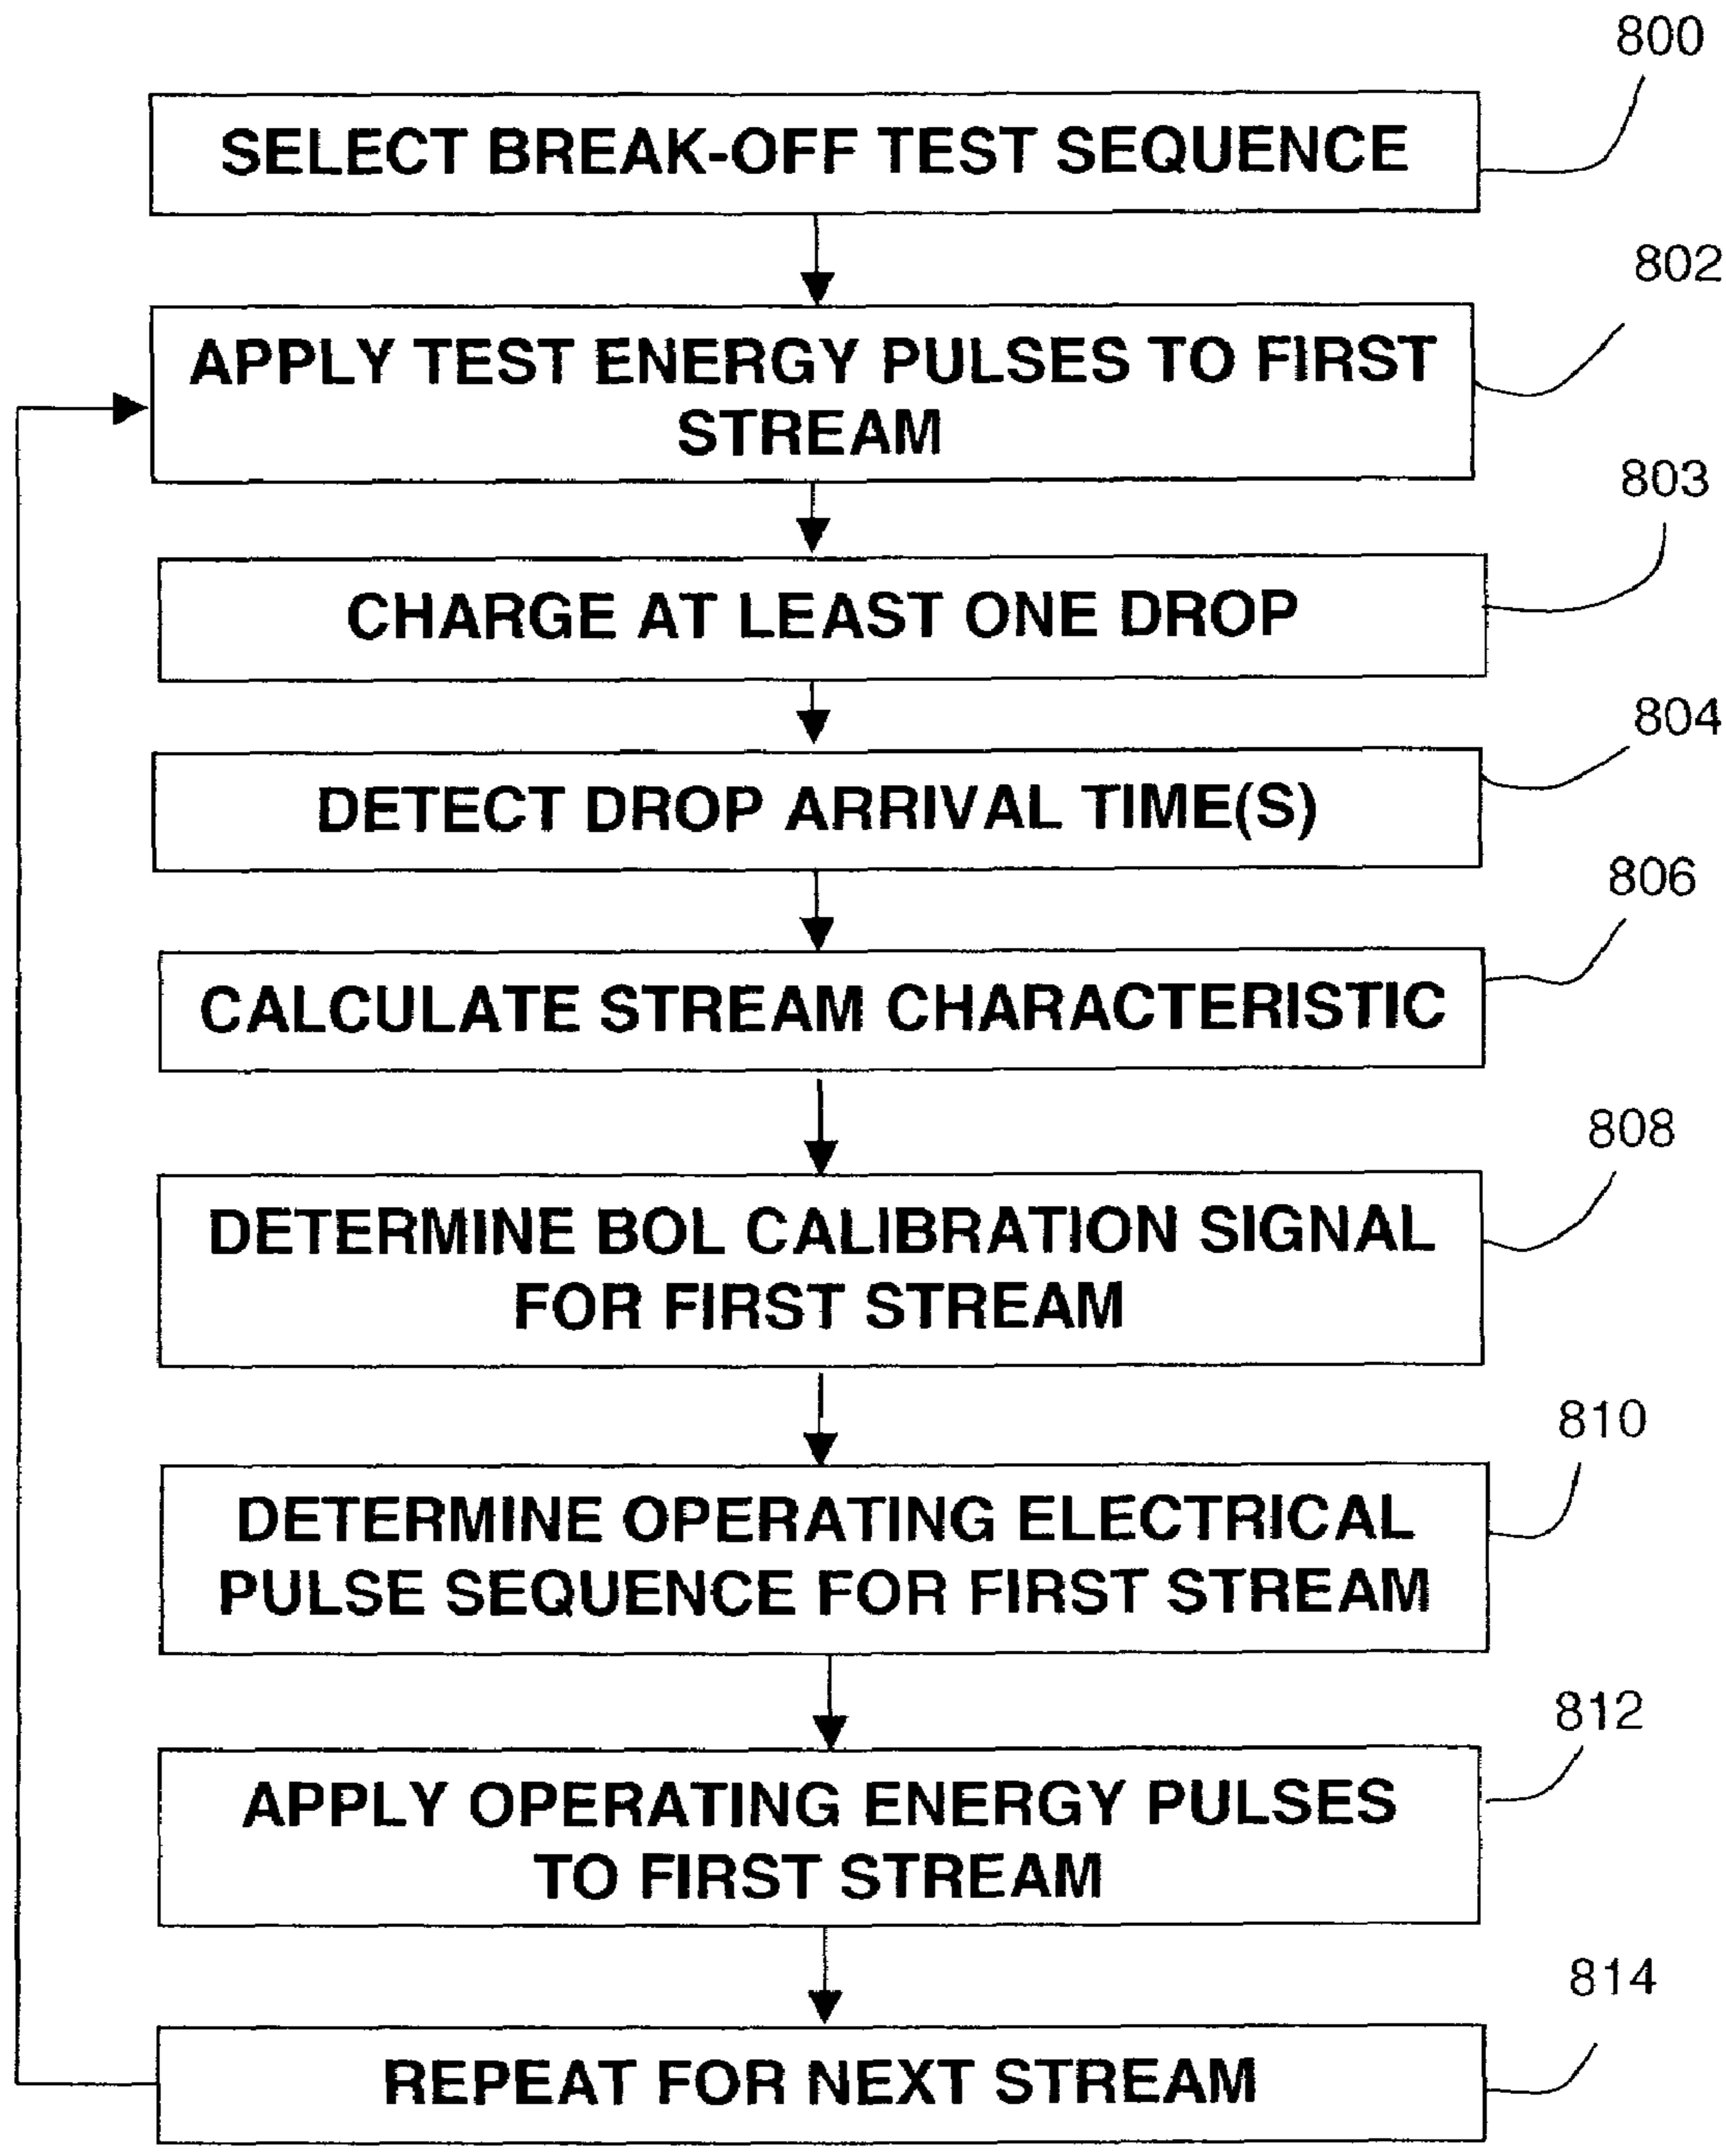 800
SELECT BREAK-OFF TEST SEQUENCE
802
APPLY TEST ENERGY PULSES TO FIRST
STREAM
803
CHARGE AT LEAST ONE DROP
804
DETECT DROP ARRIVAL TIME(S)
806
CALCULATE STREAM CHARACTERISTIC
808
DETERMINE BOL CALIBRATION SIGNAL
FOR FIRST STREAM
810
DETERMINE OPERATING ELECTRICAL
PULSE SEQUENCE FOR FIRST STREAM
812
APPLY OPERATING ENERGY PULSES
TO FIRST STREAM
814
REPEAT FOR NEXT STREAM